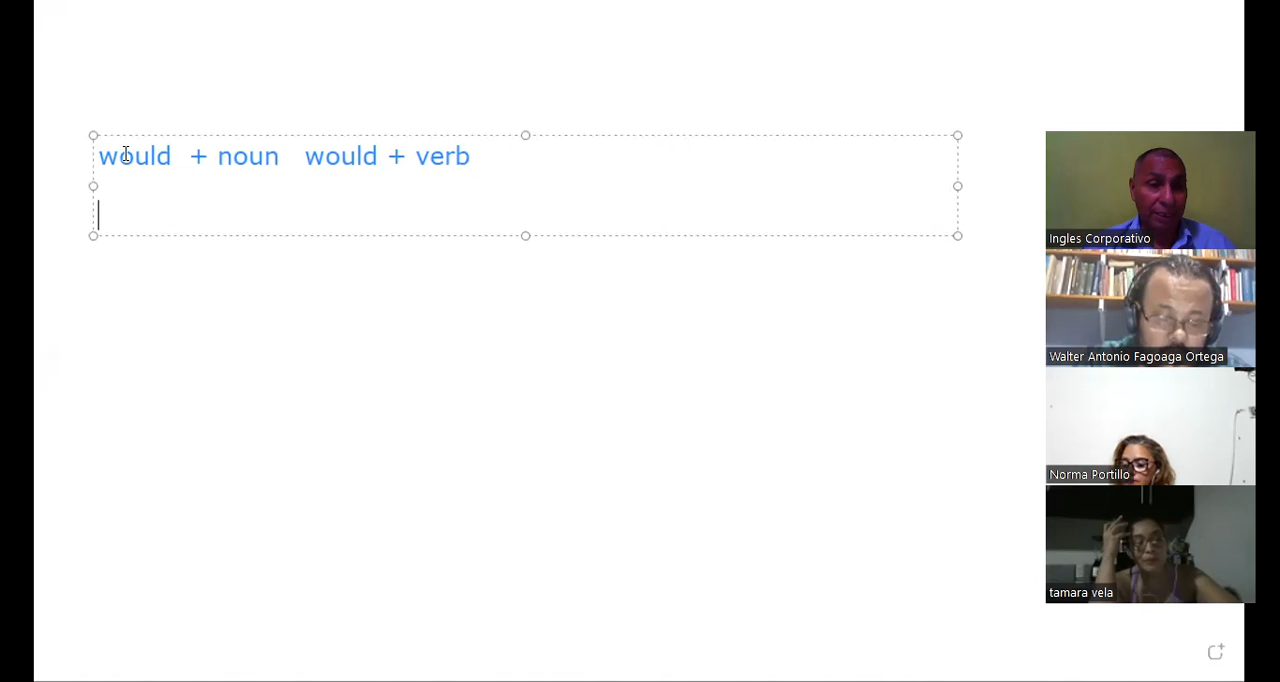 would + noun would + verb
Ingles Corporativo
Walter Antonio Fagoaga Ortega
Norma Portillo
tamara vela